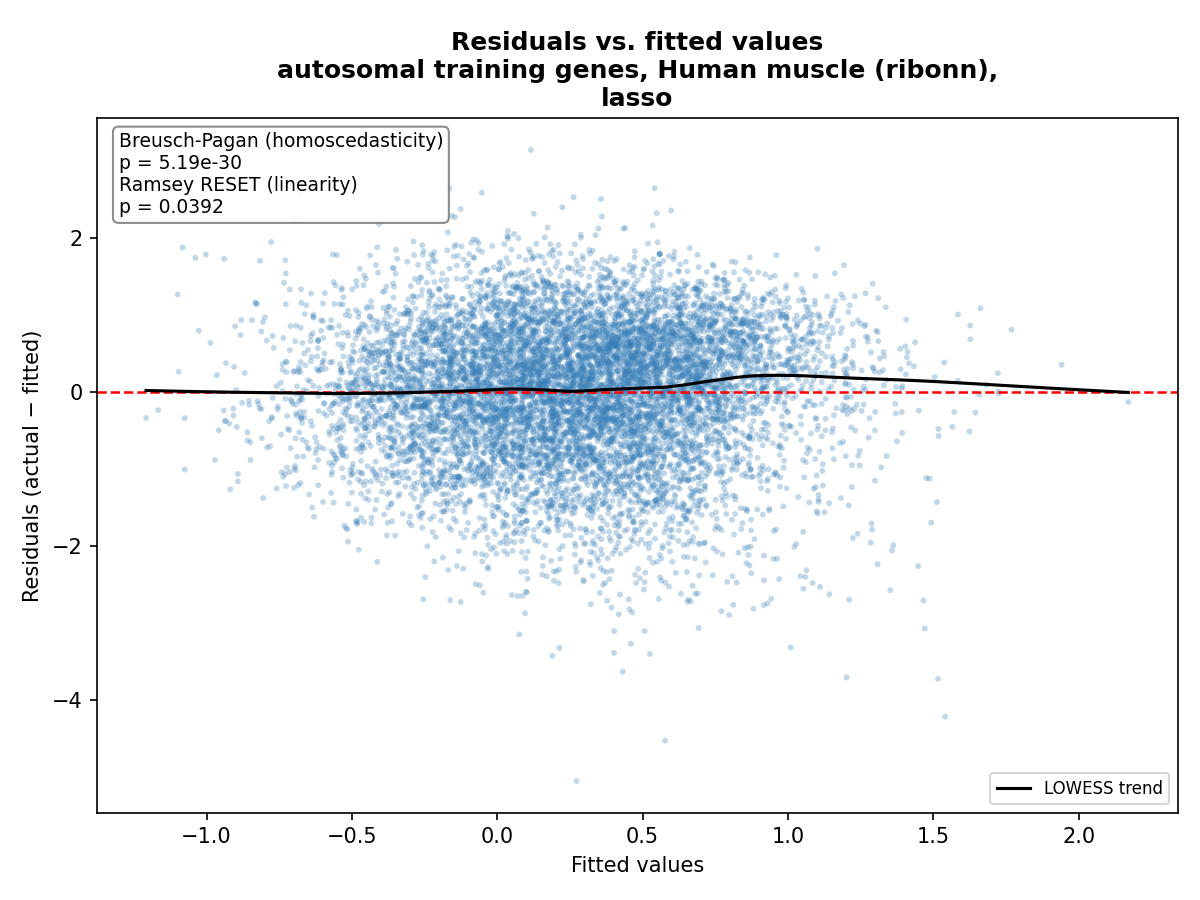 Residuals vs. fitted values
autosomal training genes, Human muscle (ribonn),
lasso
Breusch-Pagan (homoscedasticity)
p = 5.19e-30
Ramsey RESET (linearity)
p = 0.0392
2
0
−2
−4
Residuals (actual − fitted)
LOWESS trend
−1.0
−0.5
0.0
0.5
1.0
1.5
2.0
Fitted values